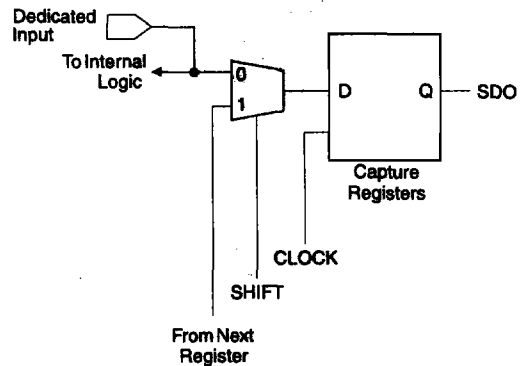 Dedicated
Input
To Internal
Logic
0
1
D
Q
SDO
Capture
Registers
CLOCK
SHIFT
From Next
Register